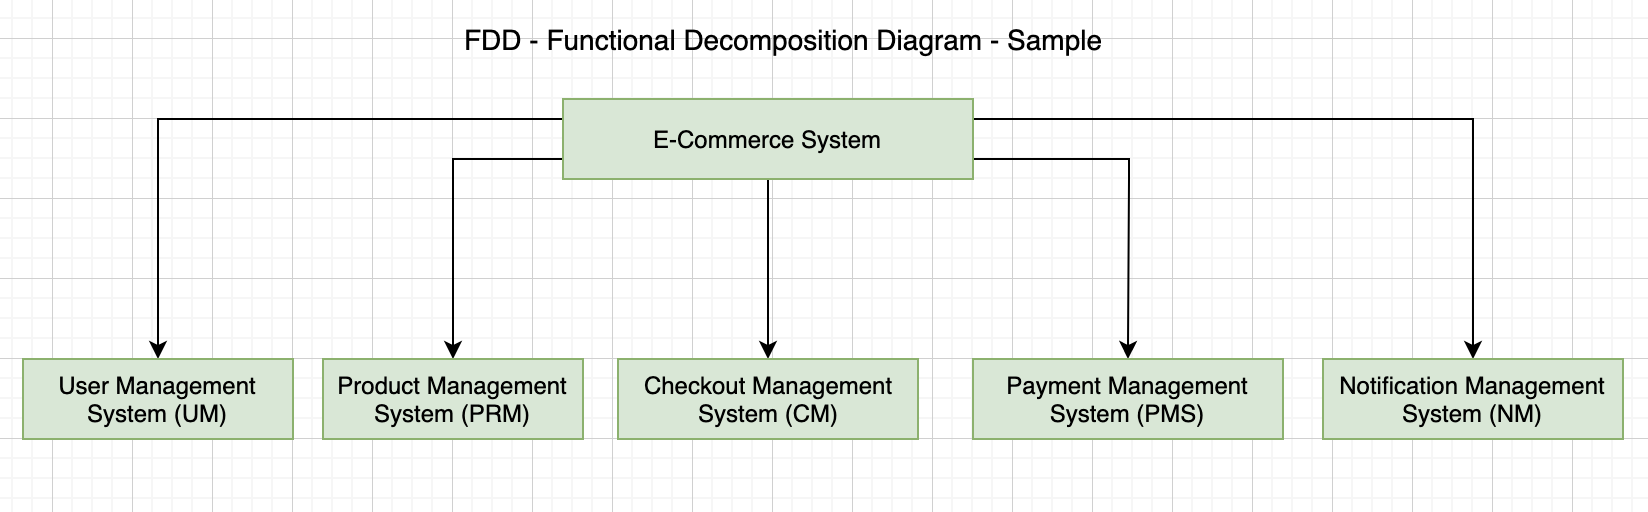 FDD - Functional Decomposition Diagram - Sample
E-Commerce System
User Management
System (UM)
Product Management
System (PRM)
Checkout Management
System (CM)
Payment Management
System (PMS)
Notification Management
System (NM)